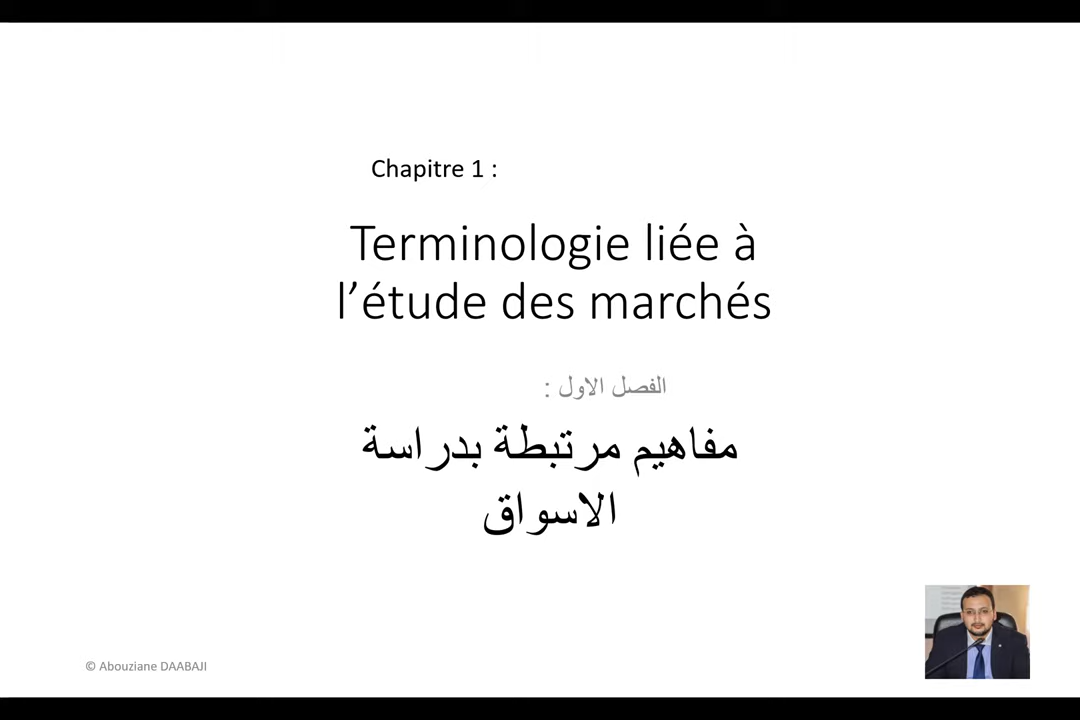 Chapitre 1 :
Terminologie liée à
l’étude des marchés
الفصل الاول :
مفاهيم مرتبطة بدراسة
الاسواق
© Abouziane DAABAJI